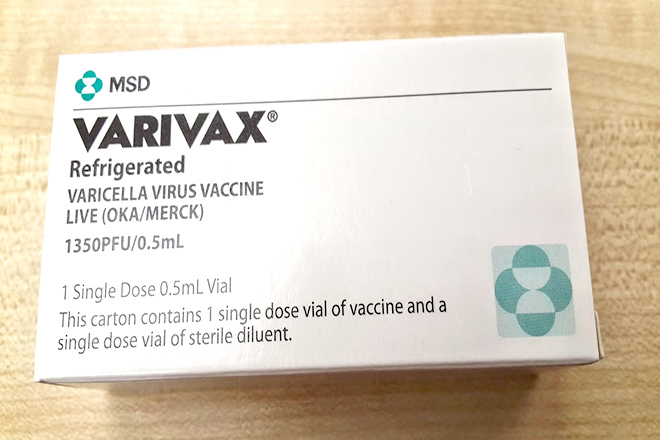 MSD
VARIVAX®
Refrigerated
VARICELLA VIRUS VACCINE
LIVE (OKA/MERCK)
1350PFU/0.5mL
1 Single Dose 0.5mL Vial
This carton contains 1 single dose vial of vaccine and a
single dose vial of sterile diluent.